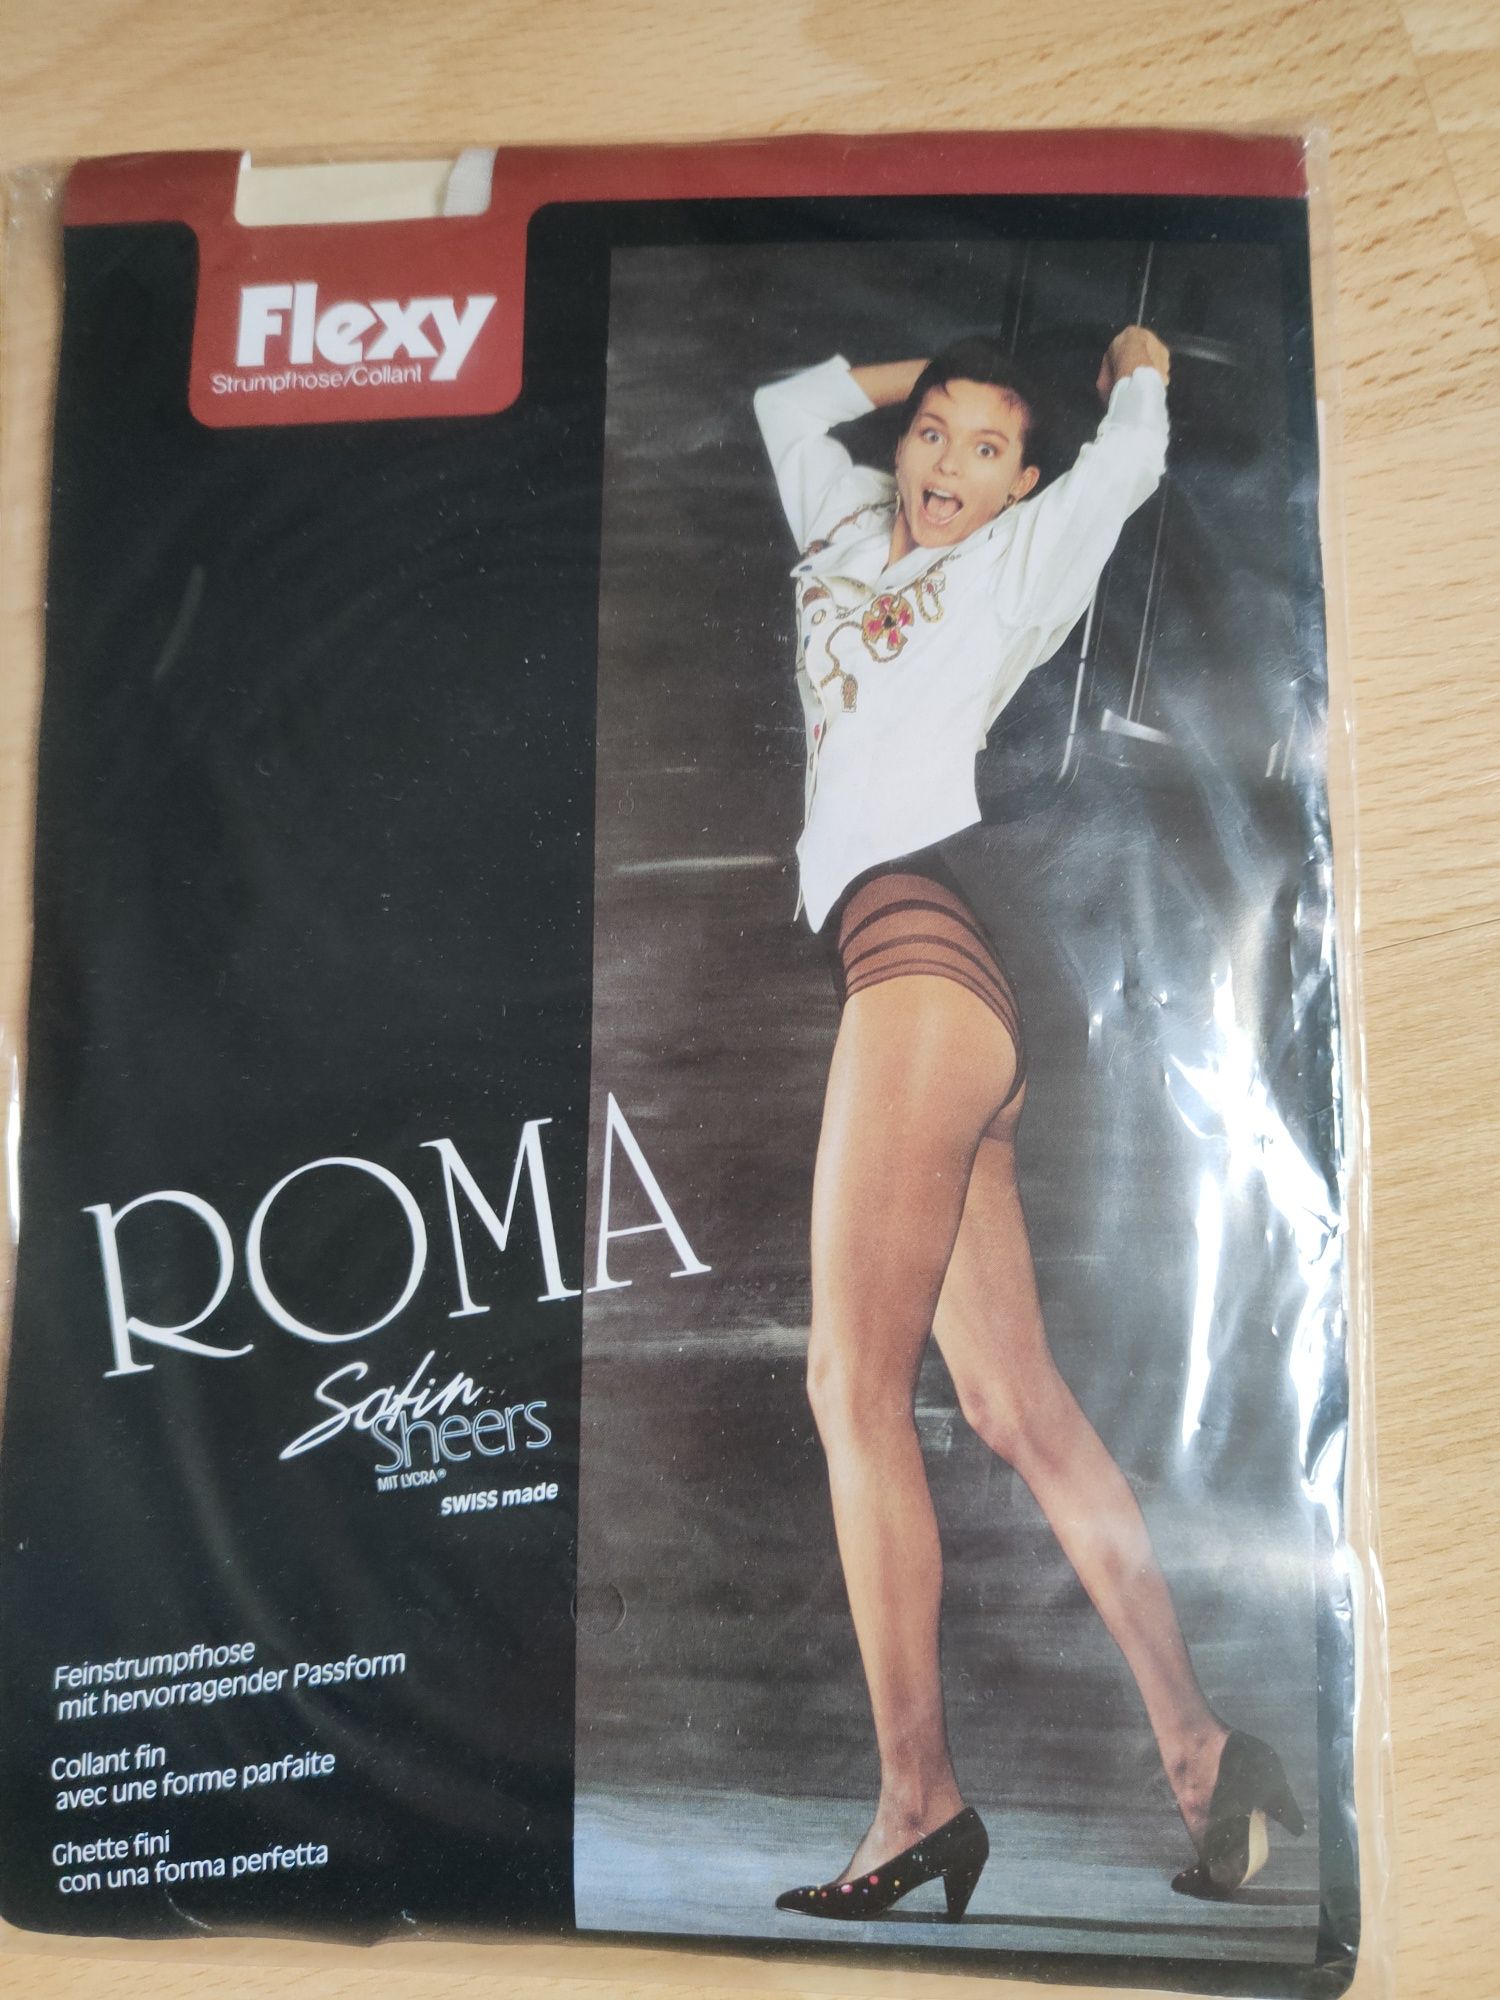 Flexy
Strumpfhose/Collant
ROMA
Satin
Sheers
MIT LYCRA®
SWISS made
Feinstrumpfhose
mit hervorragender Passform
Collant fin
avec une forme parfaite
Ghette fini
con una forma perfetta